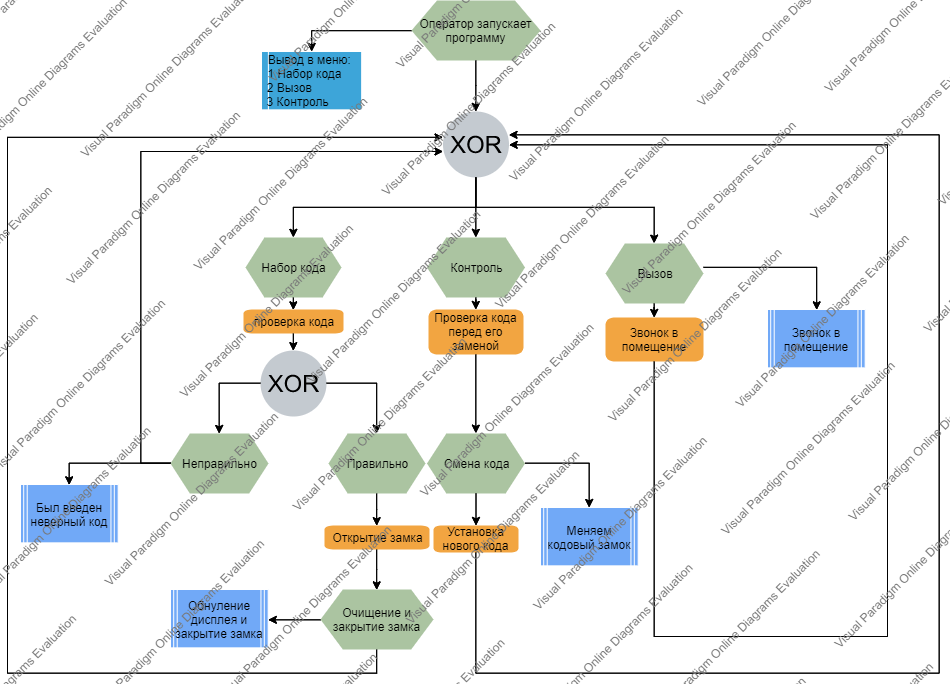 Оператор запускает
программу
Вывод в меню:
1 Набор кода
2 Вызов
3 Контроль
XOR
Набор кода
Контроль
Вызов
Проверка кода
Проверка кода
перед его
заменой
Звонок в
помещение
Звонок в
помещение
XOR
Неправильно
Правильно
Смена кода
Был введен
неверный код
Открытие замка
Установка
нового кода
Меняем
кодовый замок
Обнуление
дисплея и
закрытие замка
Очищение и
закрытие замка
Visual Paradigm Online Diagrams Evaluation